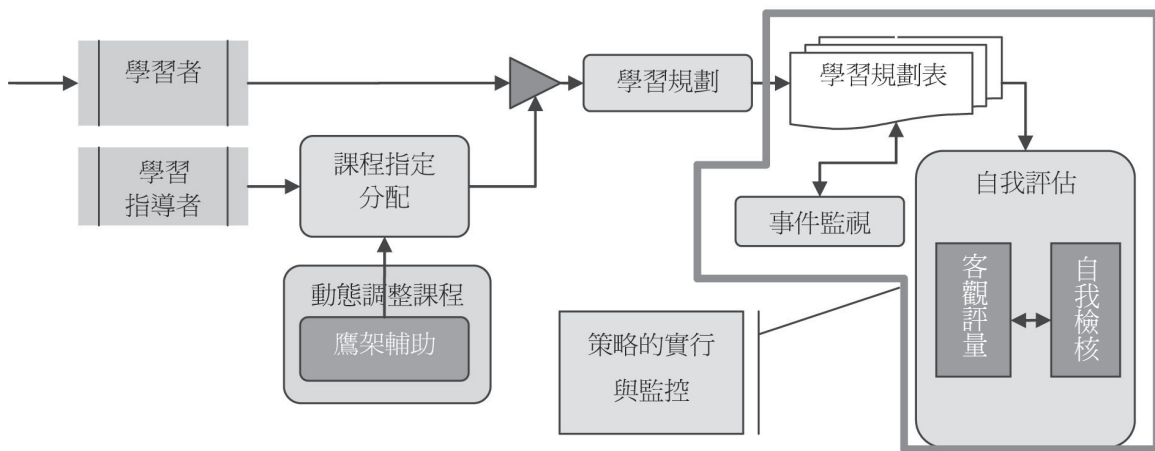 學習者
學習規劃
學習規劃表
學習
指導者
課程指定
分配
事件監視
自我評估
客觀評量
自我檢核
動態調整課程
鷹架輔助
策略的實行
與監控